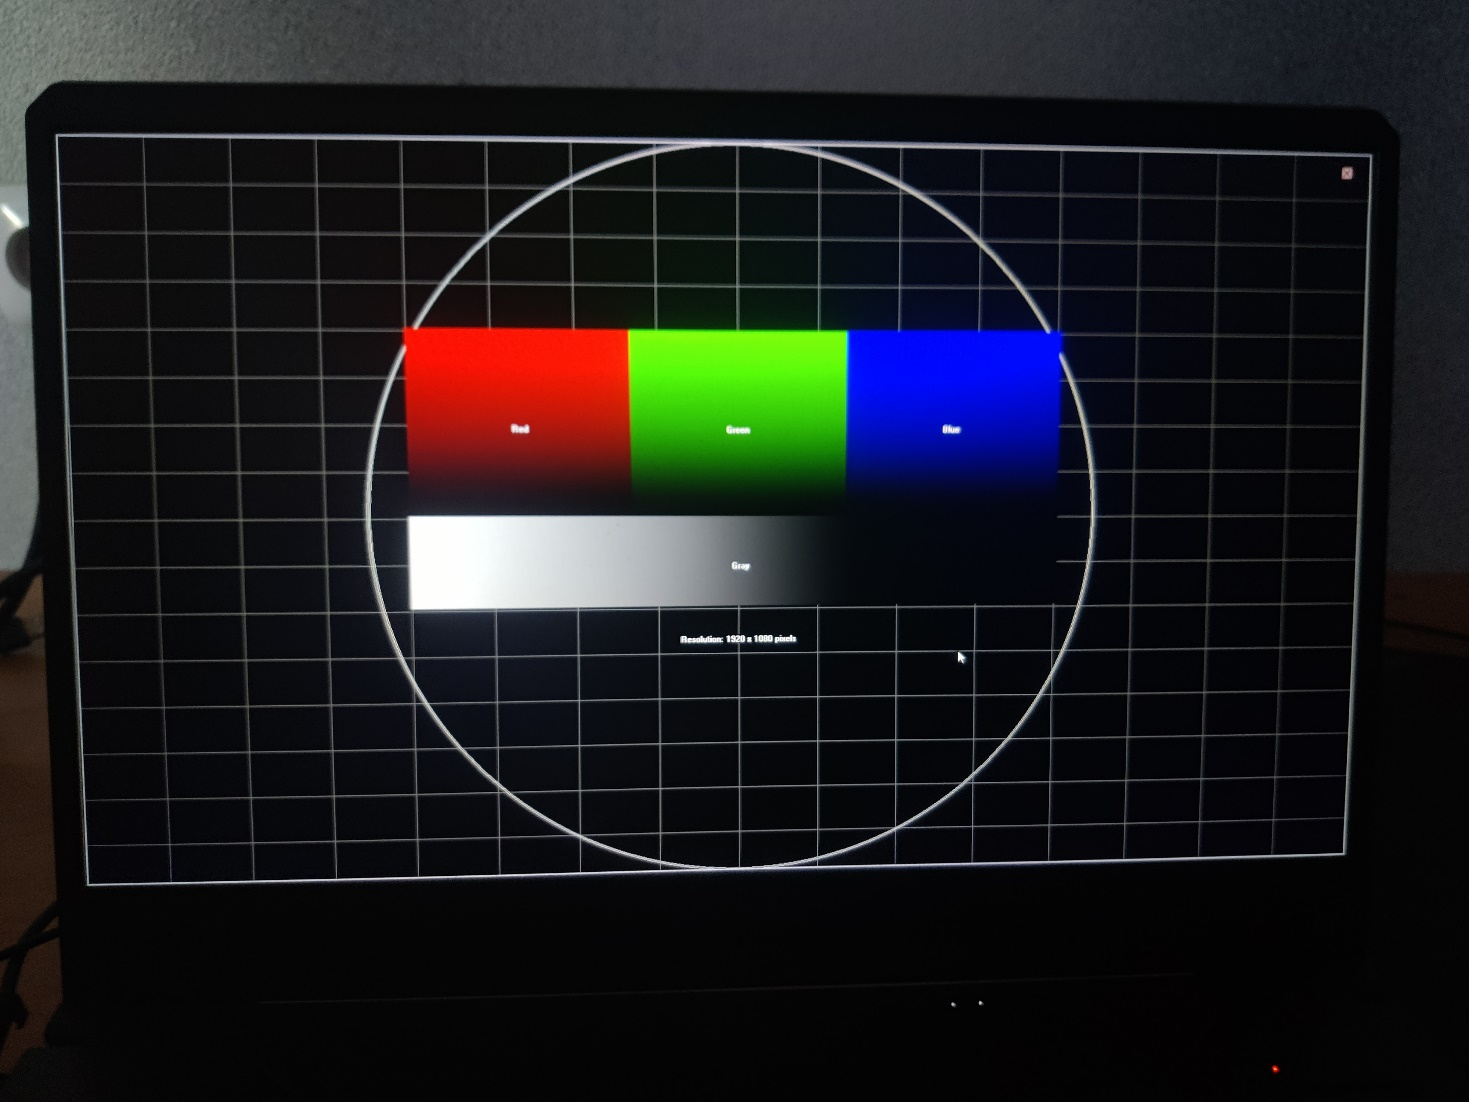 Red Green Blue
Gray
Resolution: 1920 x 1080 pixels